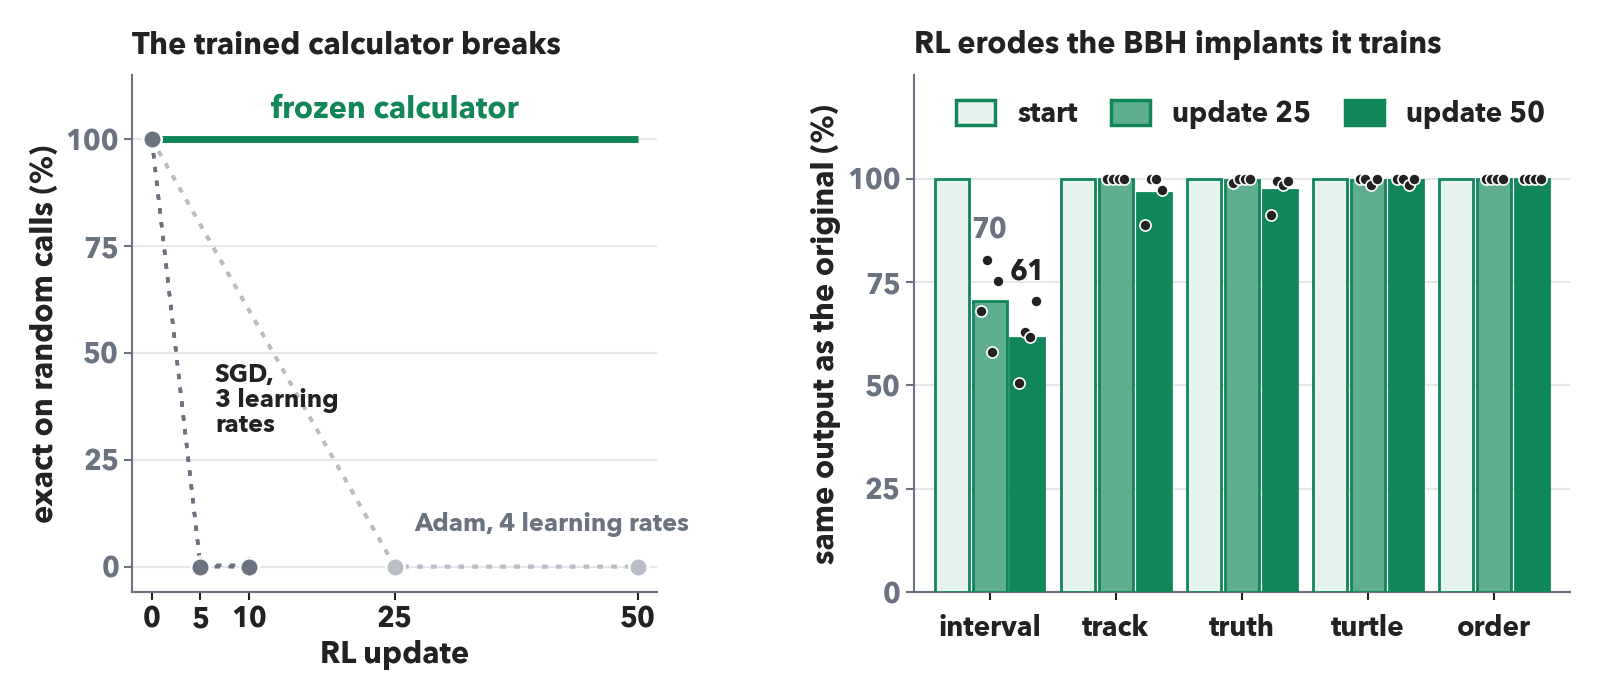 The trained calculator breaks
frozen calculator
exact on random calls (%)
100
75
50
25
0
SGD,
3 learning
rates
Adam, 4 learning rates
0 5 10 25 50
RL update
RL erodes the BBH implants it trains
start update 25 update 50
same output as the original (%)
100
75
50
25
0
70
61
interval track truth turtle order